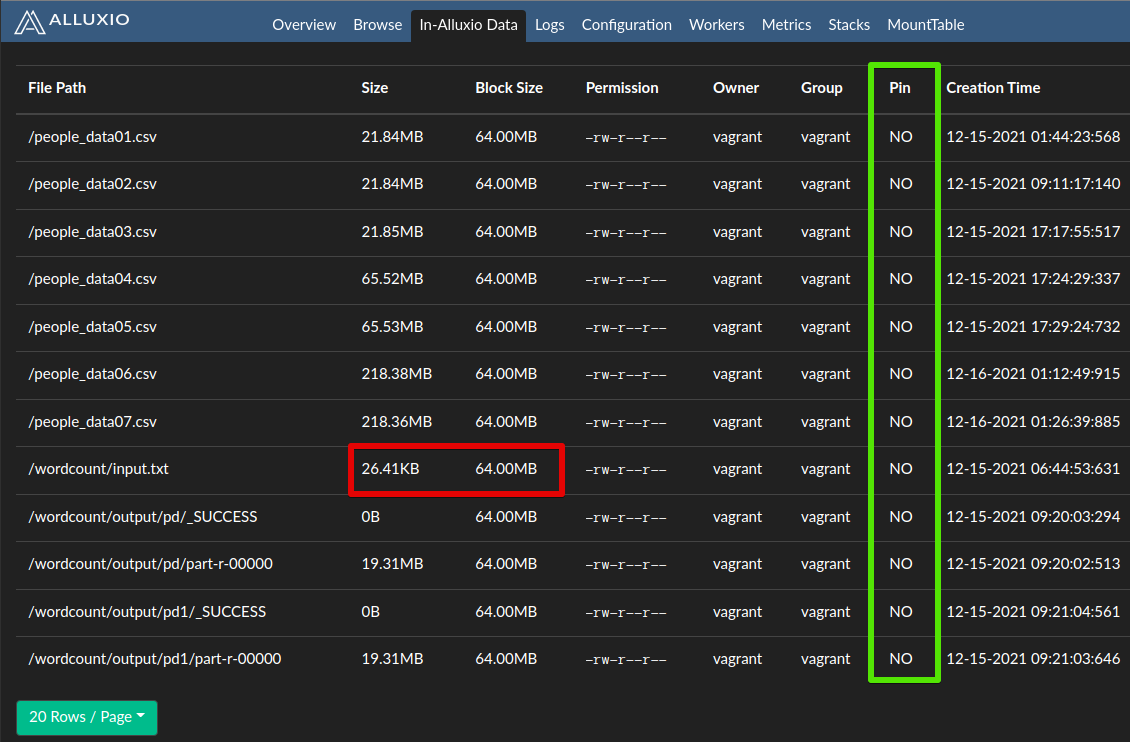 ALLUXIO Overview Browse In-Alluxio Data Logs Configuration Workers Metrics Stacks MountTable
File Path Size Block Size Permission Owner Group Pin Creation Time
/people_data01.csv 21.84MB 64.00MB -rw-r--r-- vagrant vagrant NO 12-15-2021 01:44:23:568
/people_data02.csv 21.84MB 64.00MB -rw-r--r-- vagrant vagrant NO 12-15-2021 09:11:17:140
/people_data03.csv 21.85MB 64.00MB -rw-r--r-- vagrant vagrant NO 12-15-2021 17:17:55:517
/people_data04.csv 65.52MB 64.00MB -rw-r--r-- vagrant vagrant NO 12-15-2021 17:24:29:337
/people_data05.csv 65.53MB 64.00MB -rw-r--r-- vagrant vagrant NO 12-15-2021 17:29:24:732
/people_data06.csv 218.38MB 64.00MB -rw-r--r-- vagrant vagrant NO 12-16-2021 01:12:49:915
/people_data07.csv 218.36MB 64.00MB -rw-r--r-- vagrant vagrant NO 12-16-2021 01:26:39:885
/wordcount/input.txt 26.41KB 64.00MB -rw-r--r-- vagrant vagrant NO 12-15-2021 06:44:53:631
/wordcount/output/pd/_SUCCESS 0B 64.00MB -rw-r--r-- vagrant vagrant NO 12-15-2021 09:20:03:294
/wordcount/output/pd/part-r-00000 19.31MB 64.00MB -rw-r--r-- vagrant vagrant NO 12-15-2021 09:20:02:513
/wordcount/output/pd1/_SUCCESS 0B 64.00MB -rw-r--r-- vagrant vagrant NO 12-15-2021 09:21:04:561
/wordcount/output/pd1/part-r-00000 19.31MB 64.00MB -rw-r--r-- vagrant vagrant NO 12-15-2021 09:21:03:646
20 Rows / Page